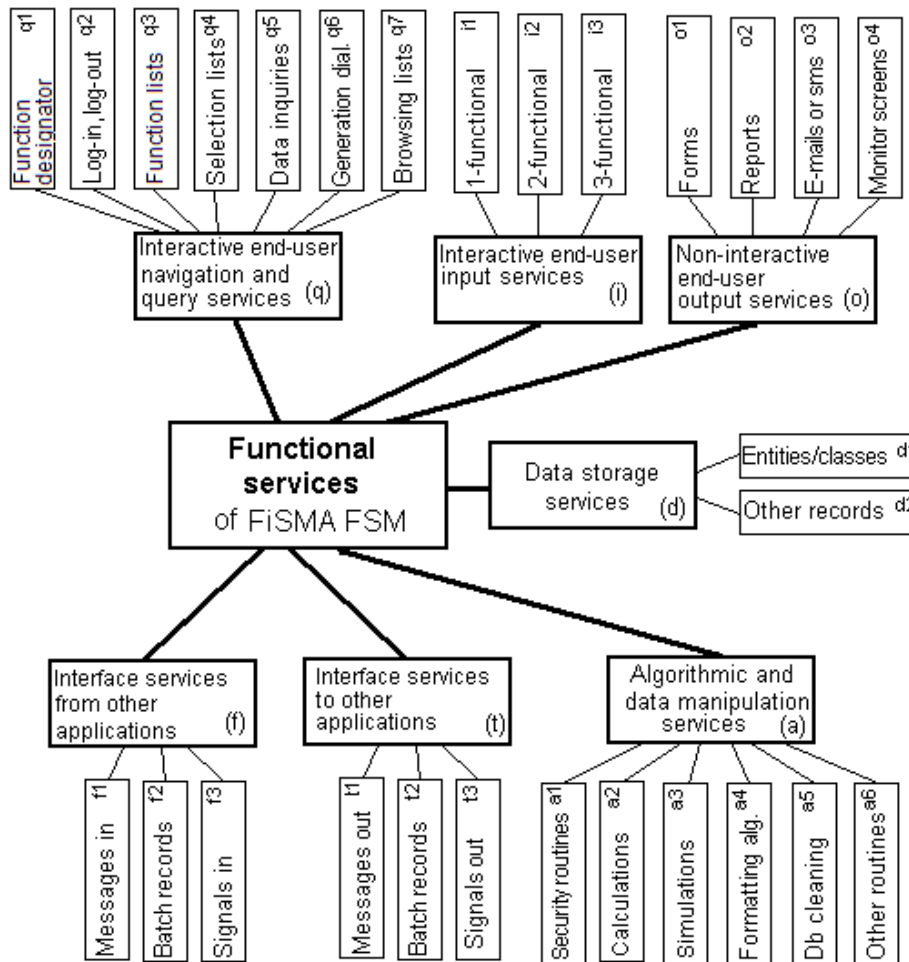 q1
Function
designator
q2
Log-in,log-out
q3
Function lists
q4
Selection lists
q5
Data inquiries
q6
Generation dial.
q7
Browsing lists
i1
1-functional
i2
2-functional
i3
3-functional
o1
Forms
o2
Reports
o3
E-mails or sms
o4
Monitor screens
Interactive end-user
navigation and
query services (q)
Interactive end-user
input services
(i)
Non-interactive
end-user
output services (o)
Functional
services
of FiSMA FSM
Data storage
services
(d)
Entities/classes
Other records
Interface services
from other
applications (f)
Interface services
to other
applications (t)
Algorithmic and
data manipulation
services (a)
f1
Messages in
f2
Batch records
f3
Signals in
t1
Messages out
t2
Batch records
t3
Signals out
a1
Security routines
a2
Calculations
a3
Simulations
a4
Formatting alg.
a5
Db cleaning
a6
Other routines